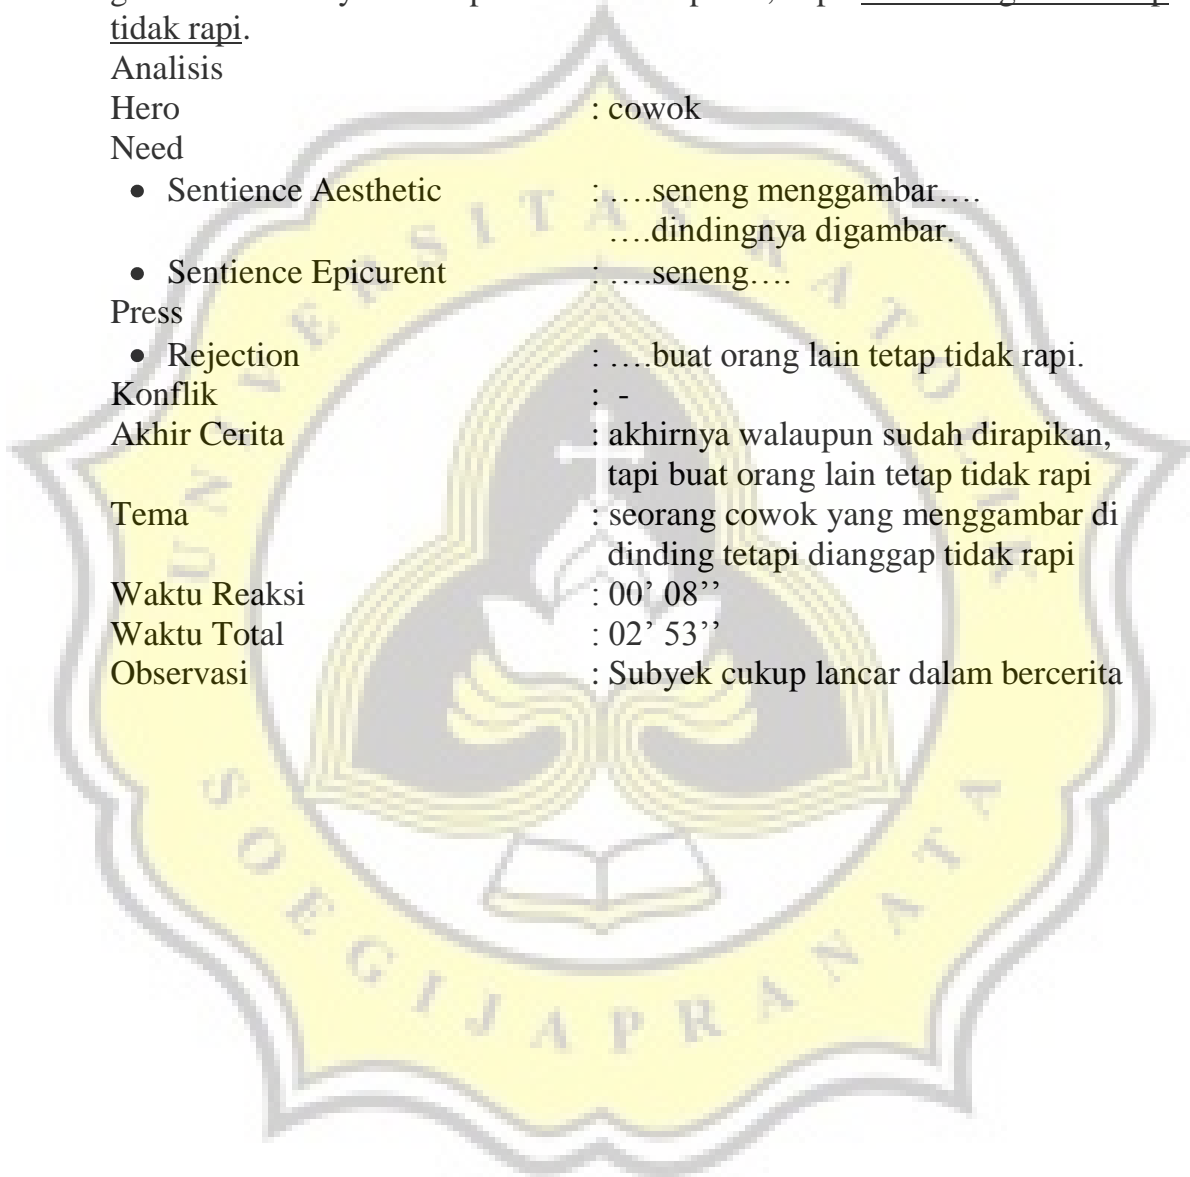 tidak rapi.
Analisis
Hero : cowok
Need
• Sentience Aesthetic : ….seneng menggambar….
….dindingnya digambar.
• Sentience Epicurent : ….seneng….
Press
• Rejection : ….buat orang lain tetap tidak rapi.
Konflik : -
Akhir Cerita : akhirnya walaupun sudah dirapikan,
tapi buat orang lain tetap tidak rapi
Tema : seorang cowok yang menggambar di
dinding tetapi dianggap tidak rapi
Waktu Reaksi : 00’ 08’’
Waktu Total : 02’ 53’’
Observasi : Subyek cukup lancar dalam bercerita
UNIVERSITAS KATOLIK
SOEGIJAPRANATA